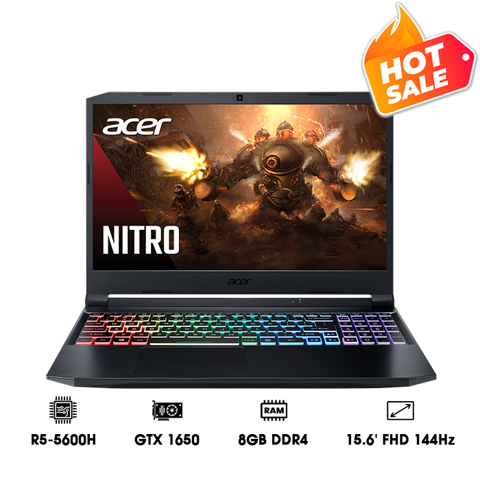 HOT
SALE
acer
NITRO
acer
RAM
R5-5600H
GTX 1650
8GB DDR4
15.6' FHD 144Hz